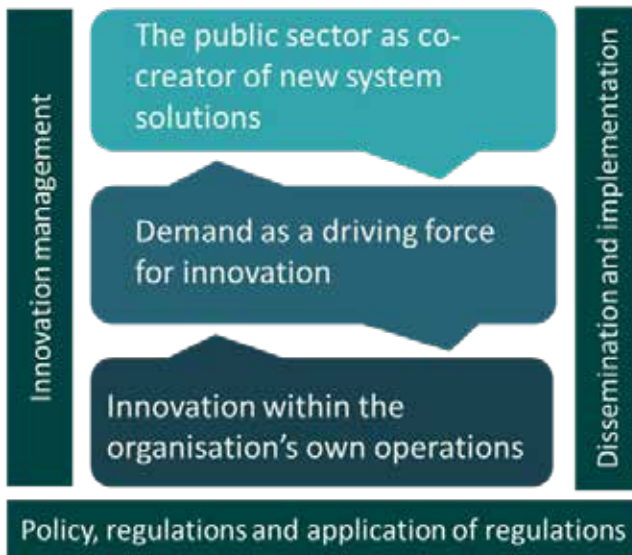 Innovation management
The public sector as co-
creator of new system
solutions
Demand as a driving force
for innovation
Innovation within the
organisation's own operations
Dissemination and implementation
Policy, regulations and application of regulations